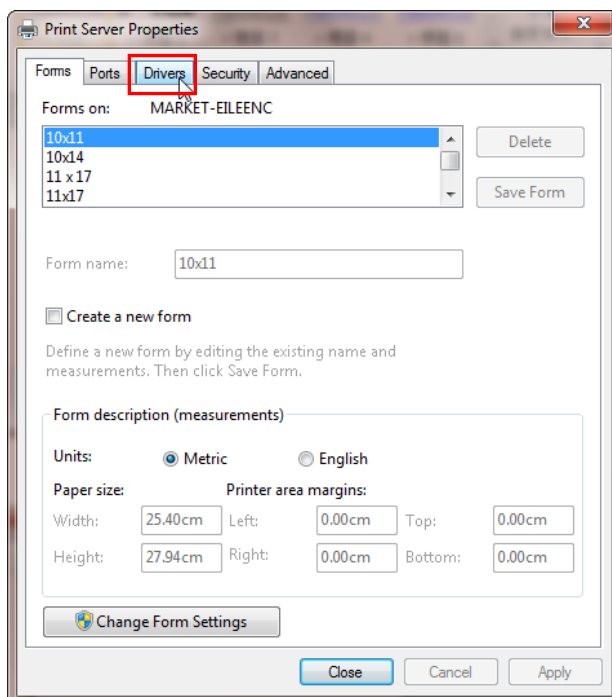 Print Server Properties
Forms Ports Drivers Security Advanced
Forms on: MARKET-EILEENC
10x11
10x14
11 x 17
11x17
Delete
Save Form
Form name: 10x11
Create a new form
Define a new form by editing the existing name and
measurements. Then click Save Form.
Form description (measurements)
Units: Metric English
Paper size: Printer area margins:
Width: 25.40cm Left: 0.00cm Top: 0.00cm
Height: 27.94cm Right: 0.00cm Bottom: 0.00cm
Change Form Settings
Close Cancel Apply